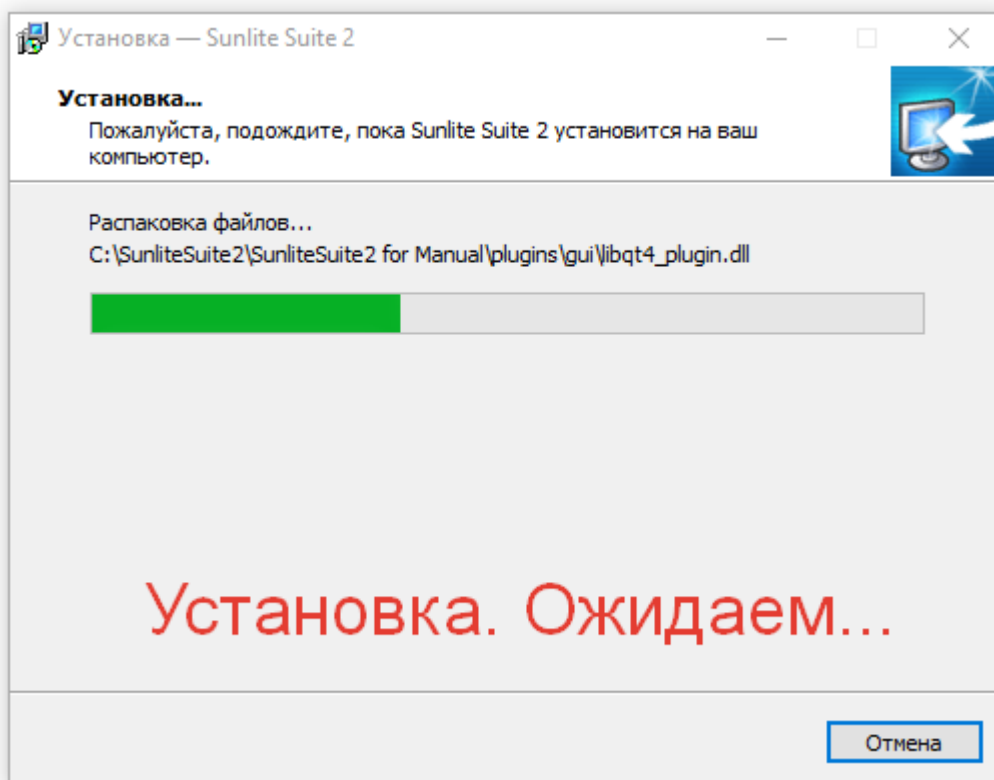 Установка — Sunlite Suite 2
Установка...
Пожалуйста, подождите, пока Sunlite Suite 2 установится на ваш
компьютер.
Распаковка файлов...
C:\SunliteSuite2\SunliteSuite2 for Manual\plugins\gui\libqt4_plugin.dll
Установка. Ожидаем...
Отмена